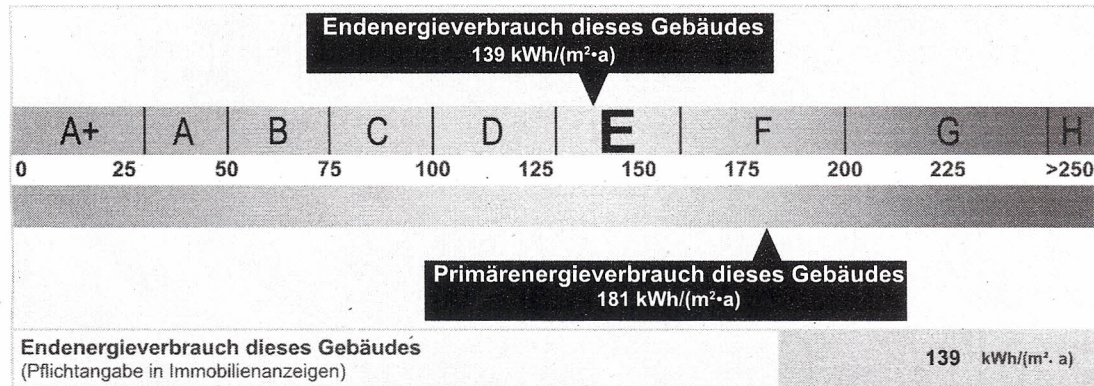 Endenergieverbrauch dieses Gebäudes
139 kWh/(m²•a)
A+ A B C D E F G H
0 25 50 75 100 125 150 175 200 225 >250
Primärenergieverbrauch dieses Gebäudes
181 kWh/(m²•a)
Endenergieverbrauch dieses Gebäudes 139 kWh/(m². a)
(Pflichtangabe in Immobilienanzeigen)